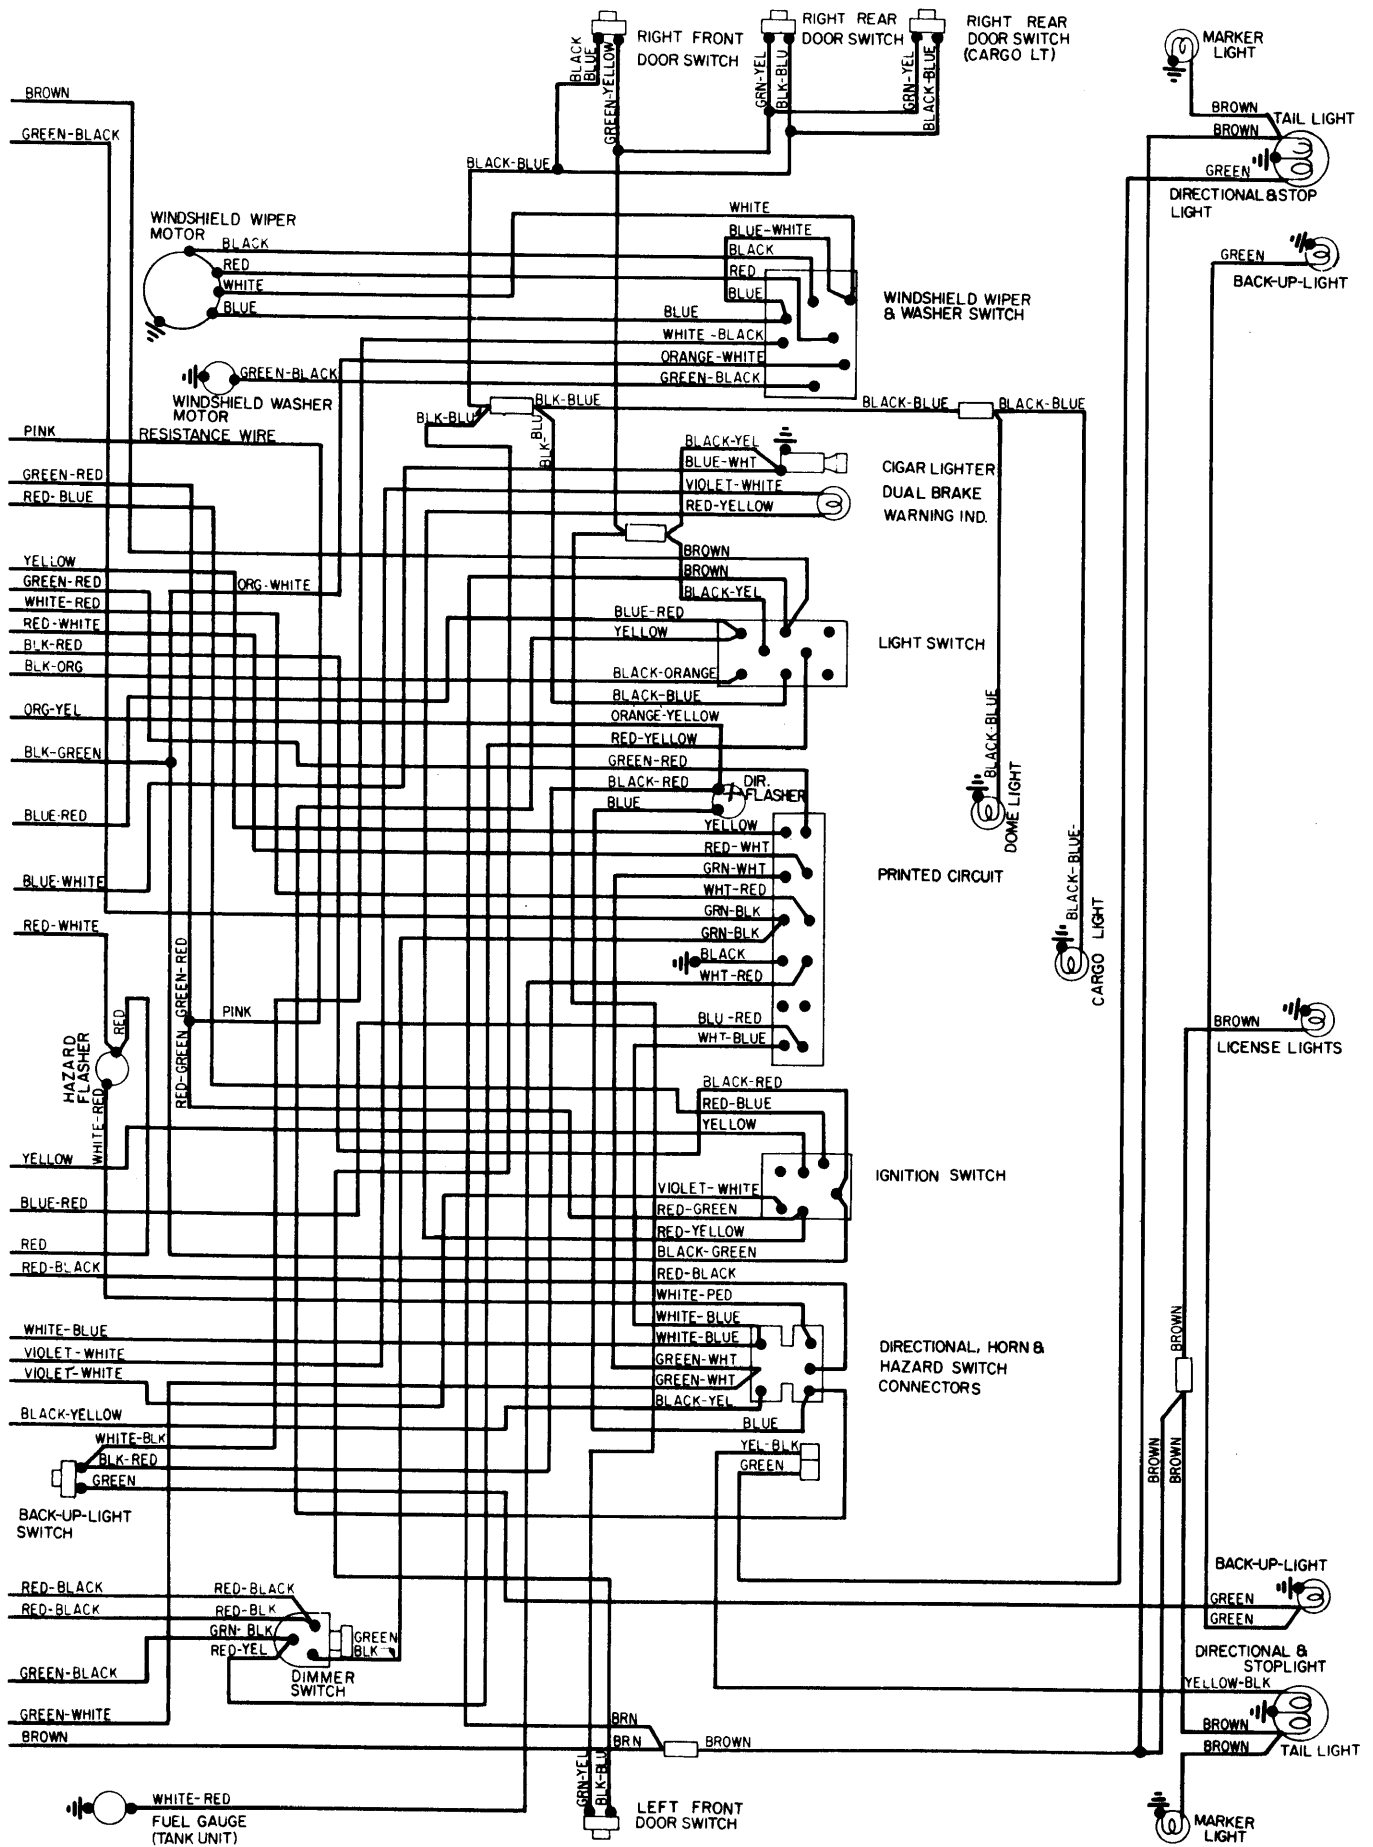 RIGHT FRONT
DOOR SWITCH
RIGHT REAR
DOOR SWITCH
RIGHT REAR
DOOR SWITCH
(CARGO LT)
MARKER
LIGHT
BLACK
BLUE
GREEN-YELLOW
GRN-YEL
BLK-BLU
GRN-YEL
BLACK-BLUE
BROWN
GREEN-BLACK
BLACK-BLUE
BROWN
TAIL LIGHT
BROWN
GREEN
DIRECTIONAL & STOP
LIGHT
WINDSHIELD WIPER
MOTOR
BLACK
RED
WHITE
BLUE
WHITE
BLUE-WHITE
BLACK
RED
BLUE
BLUE
WHITE-BLACK
ORANGE-WHITE
GREEN-BLACK
WINDSHIELD WIPER
& WASHER SWITCH
GREEN
BACK-UP-LIGHT
GREEN-BLACK
WINDSHIELD WASHER
MOTOR
BLK-BLU
BLK-BLUE
BLK-BLU
BLACK-BLUE
BLACK-BLUE
PINK
RESISTANCE WIRE
BLACK-YEL
BLUE-WHT
CIGAR LIGHTER
VIOLET-WHITE
RED-YELLOW
DUAL BRAKE
WARNING IND.
GREEN-RED
RED-BLUE
BROWN
BROWN
BLACK-YEL
YELLOW
GREEN-RED
ORG-WHITE
WHITE-RED
RED-WHITE
BLK-RED
BLK-ORG
BLUE-RED
YELLOW
LIGHT SWITCH
BLACK-ORANGE
BLACK-BLUE
ORG-YEL
ORANGE-YELLOW
RED-YELLOW
BLK-GREEN
GREEN-RED
BLACK-RED
DIR.
FLASHER
BLUE
BLACK-BLUE
DOME LIGHT
BLUE-RED
YELLOW
RED-WHT
GRN-WHT
PRINTED CIRCUIT
WHT-RED
GRN-BLK
GRN-BLK
BLACK
WHT-RED
BLACK-BLUE-
CARGO LIGHT
BLUE-WHITE
RED-WHITE
GREEN-RED
RED-GREEN
PINK
RED
HAZARD
FLASHER
WHITE-RED
BLU-RED
WHT-BLUE
BROWN
LICENSE LIGHTS
BLACK-RED
RED-BLUE
YELLOW
YELLOW
IGNITION SWITCH
VIOLET-WHITE
RED-GREEN
RED-YELLOW
BLACK-GREEN
BLUE-RED
RED
RED-BLACK
RED-BLACK
WHITE-PED
WHITE-BLUE
WHITE-BLUE
GREEN-WHT
GREEN-WHT
BLACK-YEL
BLUE
DIRECTIONAL, HORN &
HAZARD SWITCH
CONNECTORS
WHITE-BLUE
VIOLET-WHITE
VIOLET-WHITE
BLACK-YELLOW
WHITE-BLK
BLK-RED
GREEN
BACK-UP-LIGHT
SWITCH
YEL-BLK
GREEN
BROWN
BROWN
BROWN
BACK-UP-LIGHT
GREEN
GREEN
RED-BLACK
RED-BLACK
RED-BLACK
RED-BLK
GRN-BLK
RED-YEL
GREEN
BLK
DIMMER
SWITCH
GREEN-BLACK
GREEN-WHITE
BROWN
DIRECTIONAL &
STOPLIGHT
YELLOW-BLK
BROWN
BROWN
TAIL LIGHT
BRN
BRN
BROWN
GRN-YEL
BLK-BLU
WHITE-RED
FUEL GAUGE
(TANK UNIT)
LEFT FRONT
DOOR SWITCH
MARKER
LIGHT